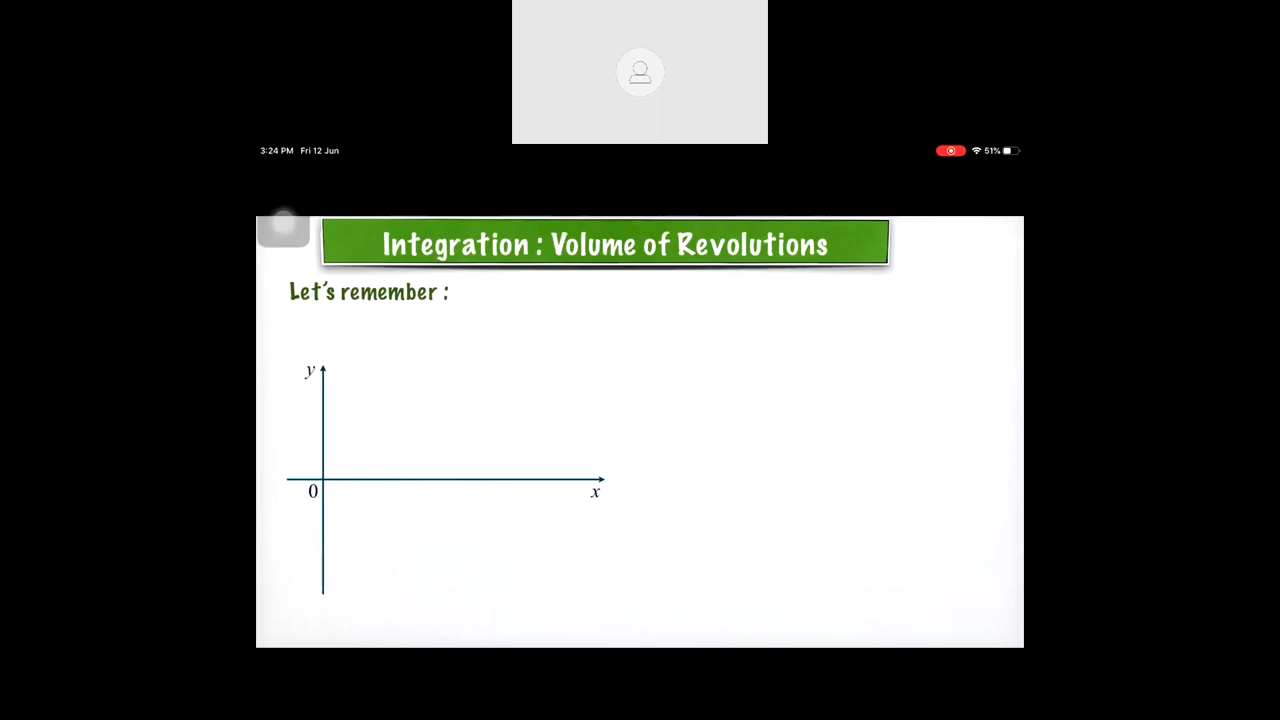 3:24 PM Fri 12 Jun
51%
Integration : Volume of Revolutions
Let's remember :
y
0
x